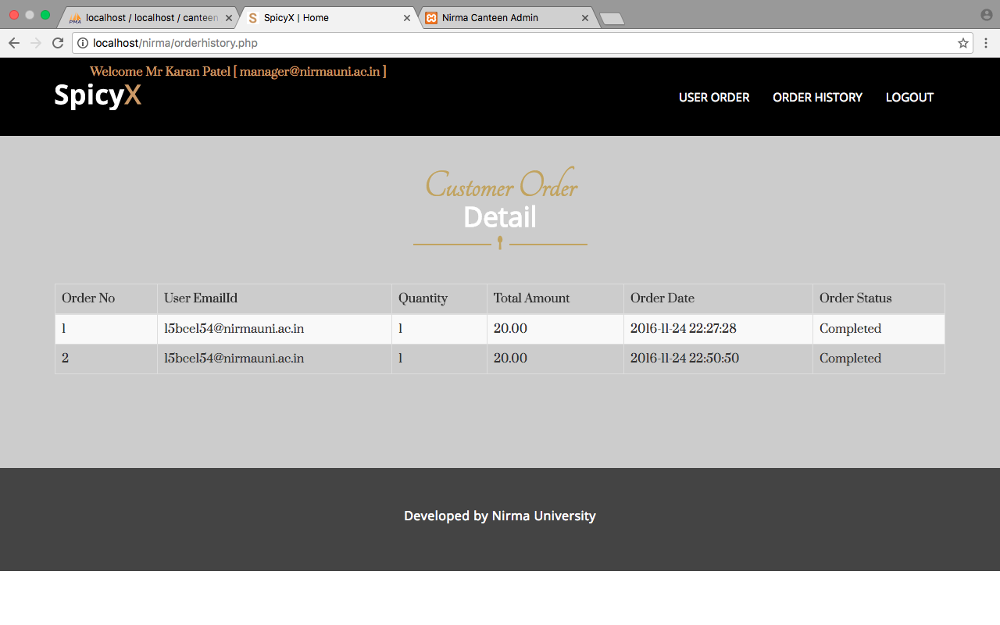 localhost / localhost / canteen
SpicyX | Home
Nirma Canteen Admin
localhost/nirma/orderhistory.php
Welcome Mr Karan Patel [ manager@nirmauni.ac.in ]
SpicyX
USER ORDER ORDER HISTORY LOGOUT
Customer Order
Detail
Order No User EmailId Quantity Total Amount Order Date Order Status
1 15bce154@nirmauni.ac.in 1 20.00 2016-11-24 22:27:28 Completed
2 15bce154@nirmauni.ac.in 1 20.00 2016-11-24 22:50:50 Completed
Developed by Nirma University